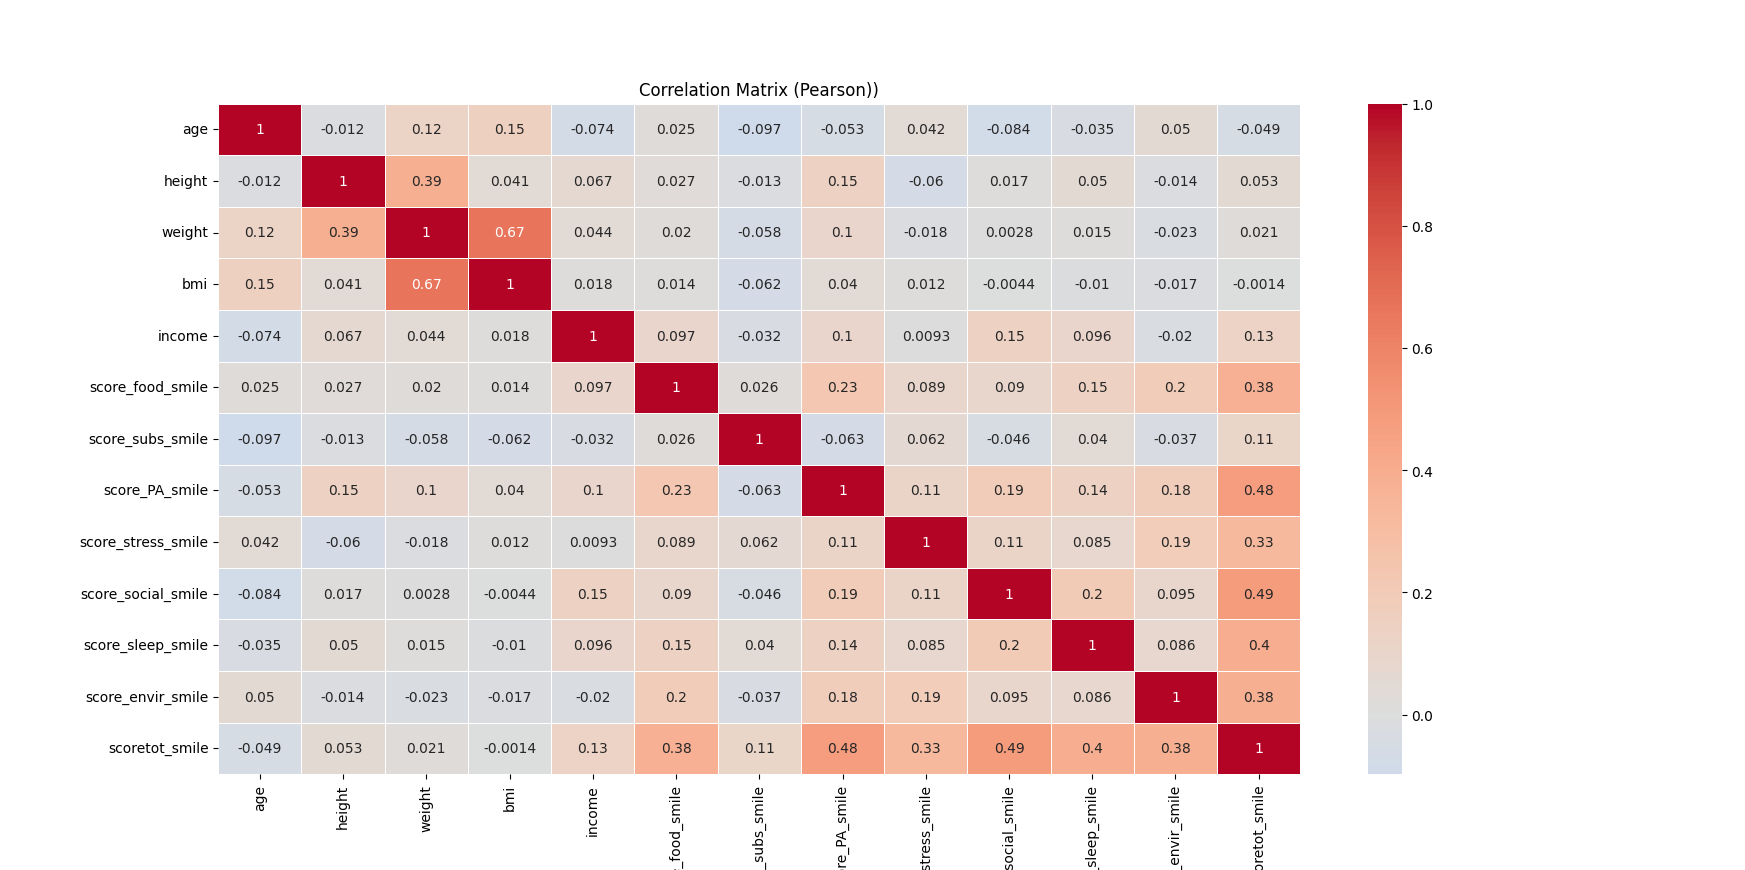 Correlation Matrix (Pearson))
age 1 -0.012 0.12 0.15 -0.074 0.025 -0.097 -0.053 0.042 -0.084 -0.035 0.05 -0.049
height -0.012 1 0.39 0.041 0.067 0.027 -0.013 0.15 -0.06 0.017 0.05 -0.014 0.053
weight 0.12 0.39 1 0.67 0.044 0.02 -0.058 0.1 -0.018 0.0028 0.015 -0.023 0.021
bmi 0.15 0.041 0.67 1 0.018 0.014 -0.062 0.04 0.012 -0.0044 -0.01 -0.017 -0.0014
income -0.074 0.067 0.044 0.018 1 0.097 -0.032 0.1 0.0093 0.15 0.096 -0.02 0.13
score_food_smile 0.025 0.027 0.02 0.014 0.097 1 0.026 0.23 0.089 0.09 0.15 0.2 0.38
score_subs_smile -0.097 -0.013 -0.058 -0.062 -0.032 0.026 1 -0.063 0.062 -0.046 0.04 -0.037 0.11
score_PA_smile -0.053 0.15 0.1 0.04 0.1 0.23 -0.063 1 0.11 0.19 0.14 0.18 0.48
score_stress_smile 0.042 -0.06 -0.018 0.012 0.0093 0.089 0.062 0.11 1 0.11 0.085 0.19 0.33
score_social_smile -0.084 0.017 0.0028 -0.0044 0.15 0.09 -0.046 0.19 0.11 1 0.2 0.095 0.49
score_sleep_smile -0.035 0.05 0.015 -0.01 0.096 0.15 0.04 0.14 0.085 0.2 1 0.086 0.4
score_envir_smile 0.05 -0.014 -0.023 -0.017 -0.02 0.2 -0.037 0.18 0.19 0.095 0.086 1 0.38
scoretot_smile -0.049 0.053 0.021 -0.0014 0.13 0.38 0.11 0.48 0.33 0.49 0.4 0.38 1
age
height
weight
bmi
income
_food_smile
_subs_smile
re_PA_smile
stress_smile
social_smile
_sleep_smile
_envir_smile
oretot_smile
1.0
0.8
0.6
0.4
0.2
0.0